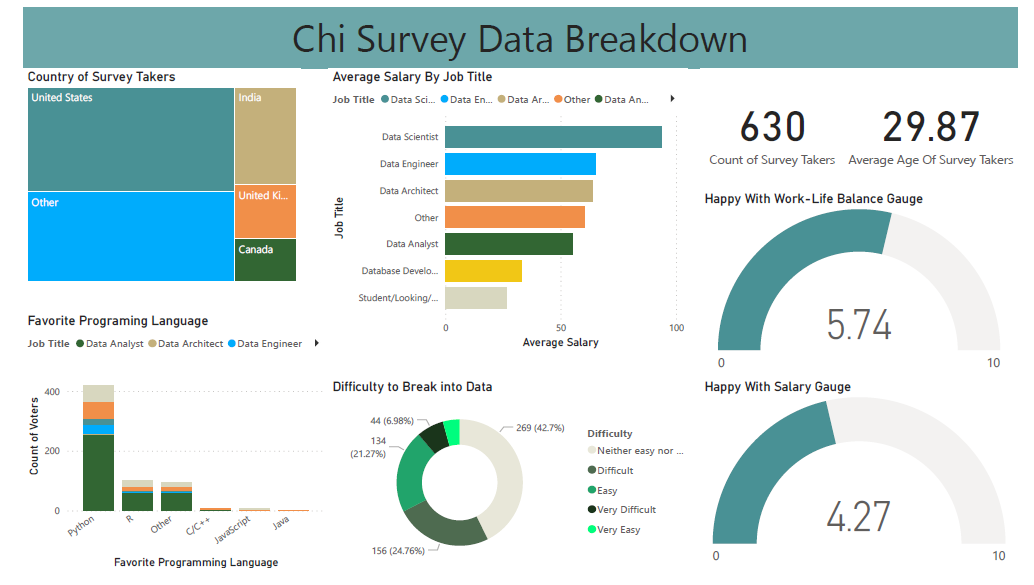 Chi Survey Data Breakdown
Country of Survey Takers
United States
India
Other
United Ki...
Canada
Average Salary By Job Title
Job Title Data Sci... Data En... Data Ar... Other Data An...
Job Title
Data Scientist
Data Engineer
Data Architect
Other
Data Analyst
Database Develo...
Student/Looking/...
0 50 100
Average Salary
630
Count of Survey Takers
29.87
Average Age Of Survey Takers
Happy With Work-Life Balance Gauge
5.74
0 10
Favorite Programing Language
Job Title Data Analyst Data Architect Data Engineer
Count of Voters
400
200
0
Python R Other C/C++ JavaScript Java
Favorite Programming Language
Difficulty to Break into Data
44 (6.98%)
134
(21.27%)
269 (42.7%)
156 (24.76%)
Difficulty
Neither easy nor ...
Difficult
Easy
Very Difficult
Very Easy
Happy With Salary Gauge
4.27
0 10